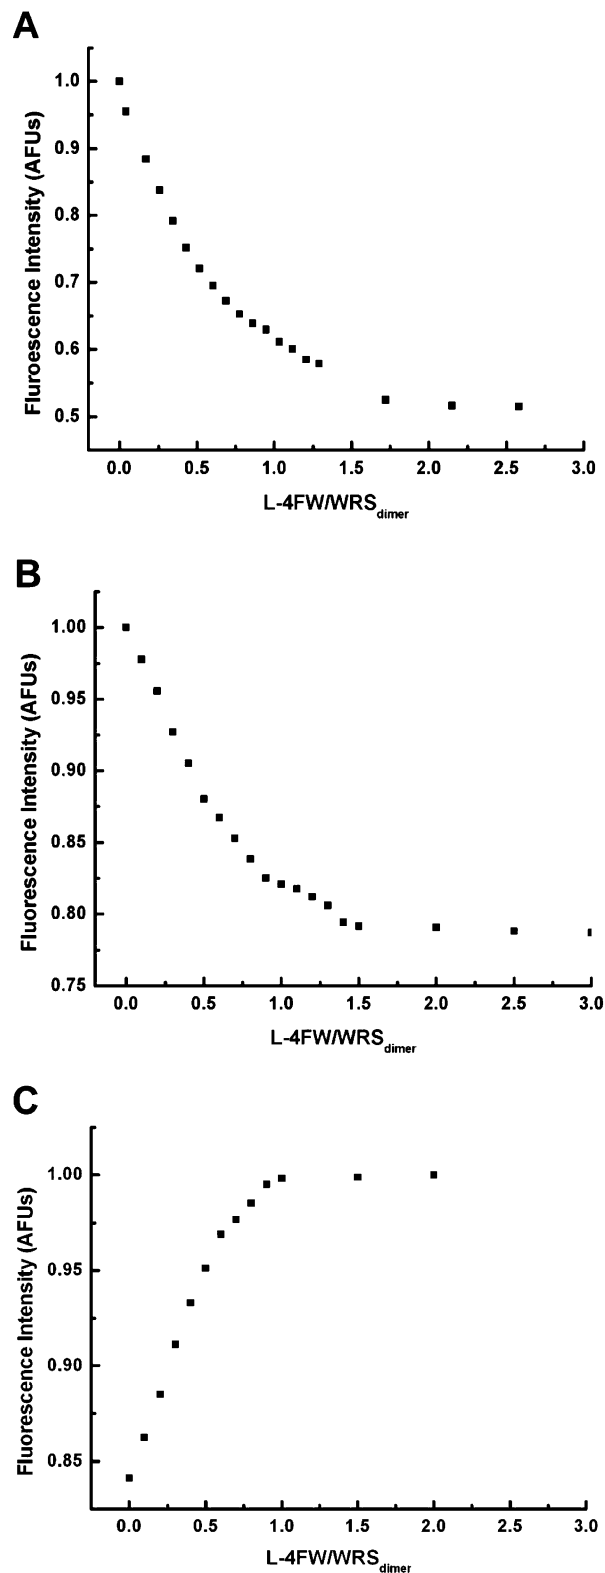 A
1.0
0.9
0.8
0.7
0.6
0.5
Fluroescence Intensity (AFUs)
0.0 0.5 1.0 1.5 2.0 2.5 3.0
L-4FW/WRSdimer
B
1.00
0.95
0.90
0.85
0.80
0.75
Fluorescence Intensity (AFUs)
0.0 0.5 1.0 1.5 2.0 2.5 3.0
L-4FW/WRSdimer
C
1.00
0.95
0.90
0.85
Fluorescence Intensity (AFUs)
0.0 0.5 1.0 1.5 2.0 2.5 3.0
L-4FW/WRSdimer